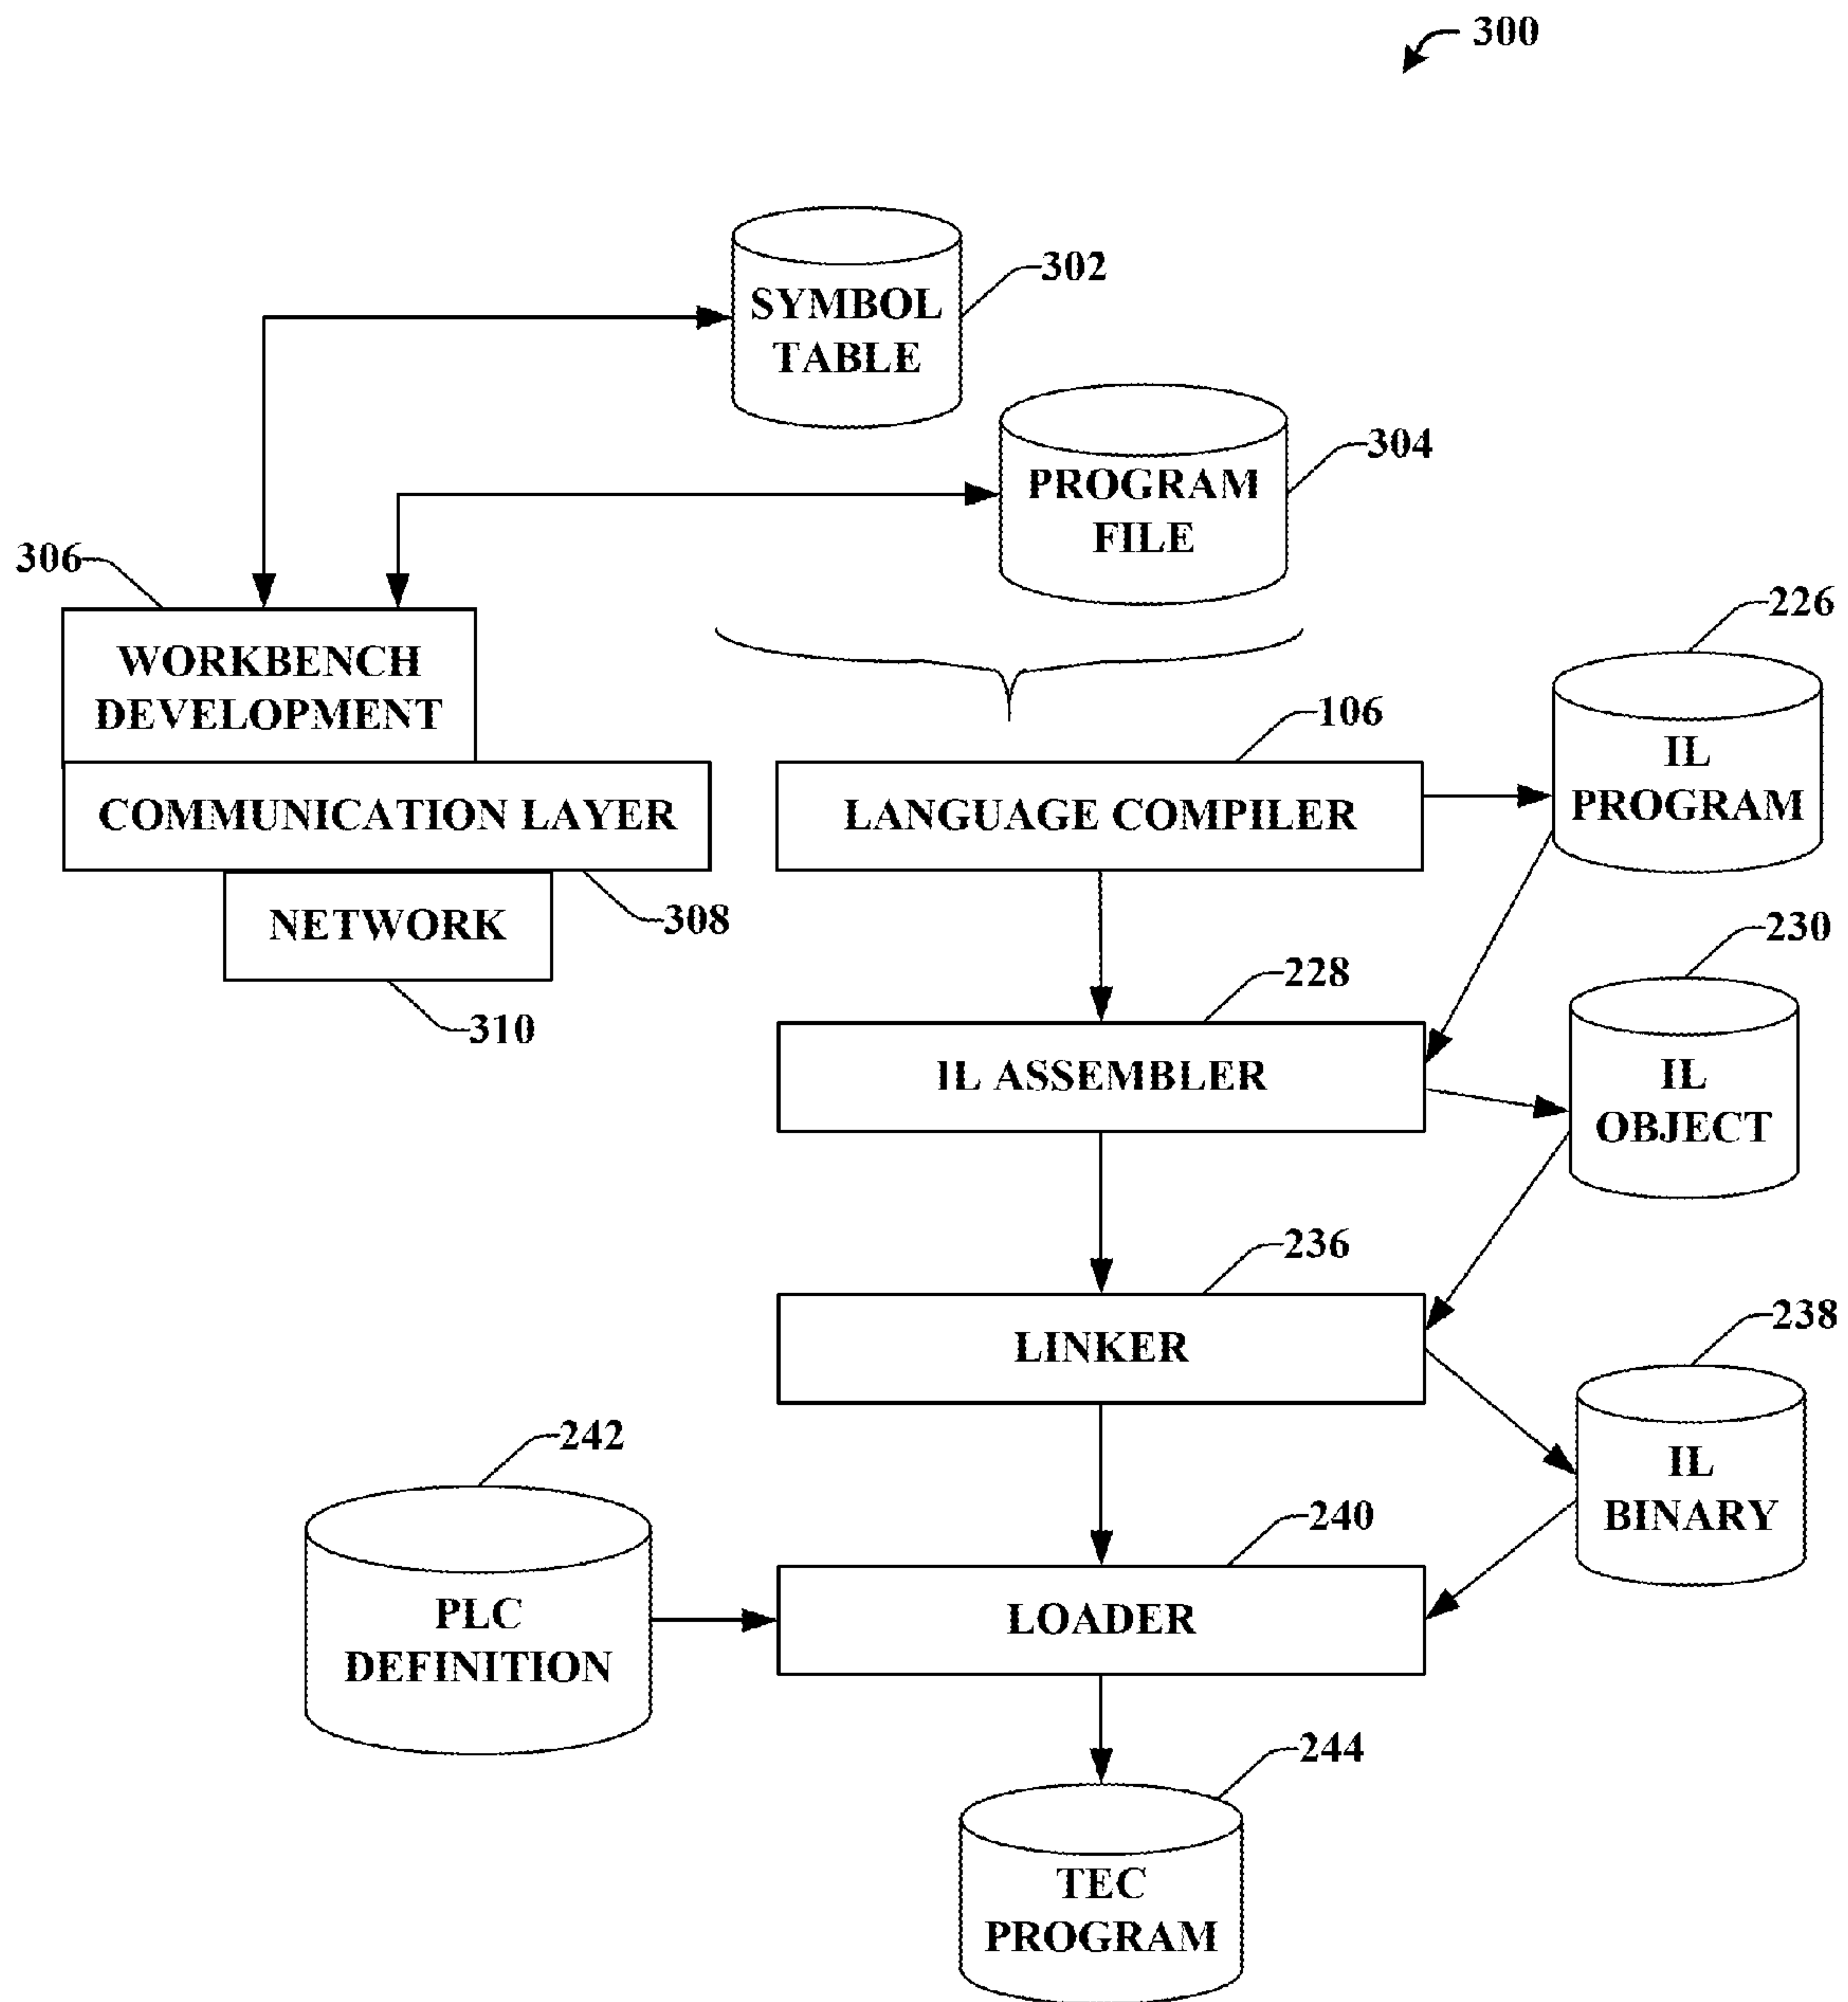 300
302
SYMBOL
TABLE
304
PROGRAM
FILE
306
WORKBENCH
DEVELOPMENT
226
IL
PROGRAM
106
COMMUNICATION LAYER
LANGUAGE COMPILER
308
NETWORK
310
230
IL
OBJECT
228
IL ASSEMBLER
236
LINKER
238
IL
BINARY
242
PLC
DEFINITION
240
LOADER
244
TEC
PROGRAM